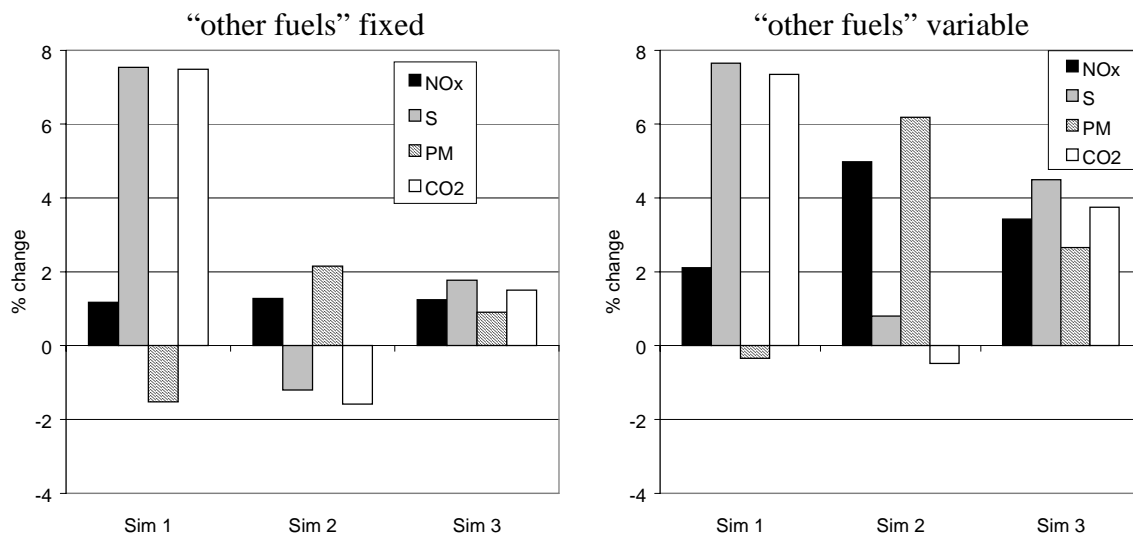 “other fuels” fixed
8
6
4
2
0
-2
-4
% change
NOx
S
PM
CO2
Sim 1
Sim 2
Sim 3
“other fuels” variable
8
6
4
2
0
-2
-4
% change
NOx
S
PM
CO2
Sim 1
Sim 2
Sim 3